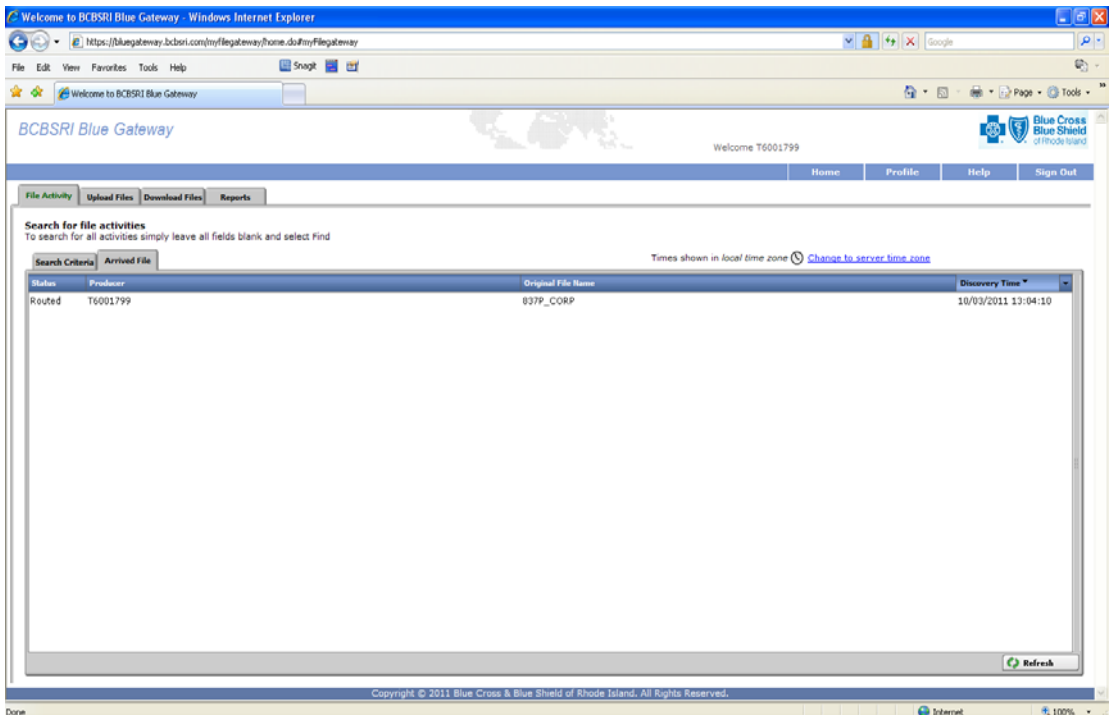 Welcome to BCBSRI Blue Gateway - Windows Internet Explorer
https://bluegateway.bcbsri.com/myfilegateway/home.do#myFilegateway
Google
File Edit View Favorites Tools Help
SnagIt
Welcome to BCBSRI Blue Gateway
Page
Tools
BCBSRI Blue Gateway
Welcome T6001799
Blue Cross
Blue Shield
of Rhode Island
Home Profile Help Sign Out
File Activity Upload Files Download Files Reports
Search for file activities
To search for all activities simply leave all fields blank and select Find
Search Criteria Arrived File
Times shown in local time zone Change to server time zone
Status Producer Original File Name Discovery Time
Routed T6001799 837P_CORP 10/03/2011 13:04:10
Refresh
Copyright © 2011 Blue Cross & Blue Shield of Rhode Island. All Rights Reserved.
Done Internet 100%